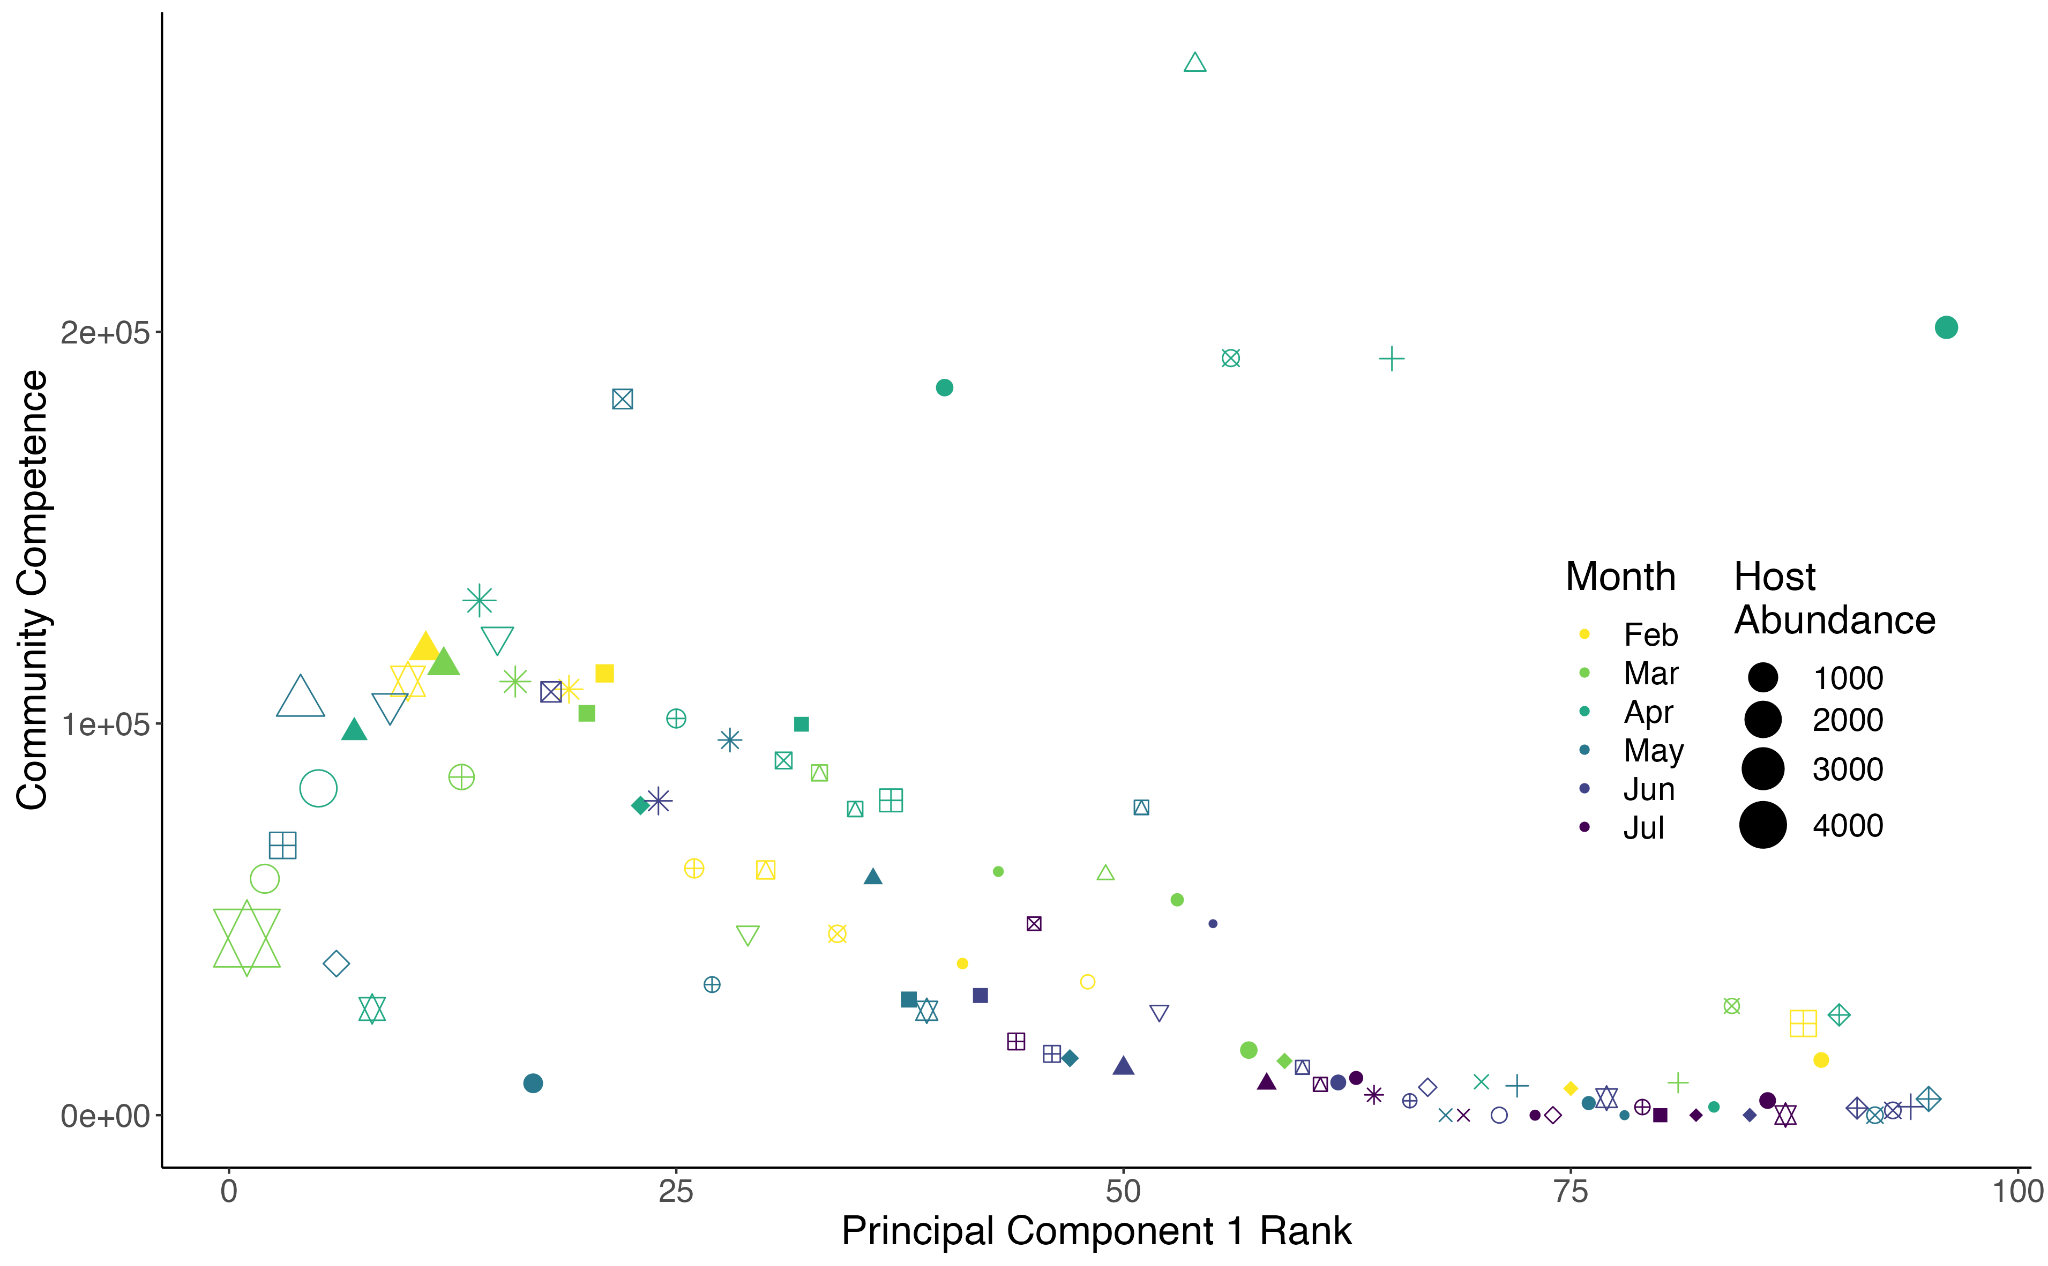 Community Competence
2e+05
1e+05
0e+00
0
25
50
75
100
Principal Component 1 Rank
Month
Feb
Mar
Apr
May
Jun
Jul
Host
Abundance
1000
2000
3000
4000